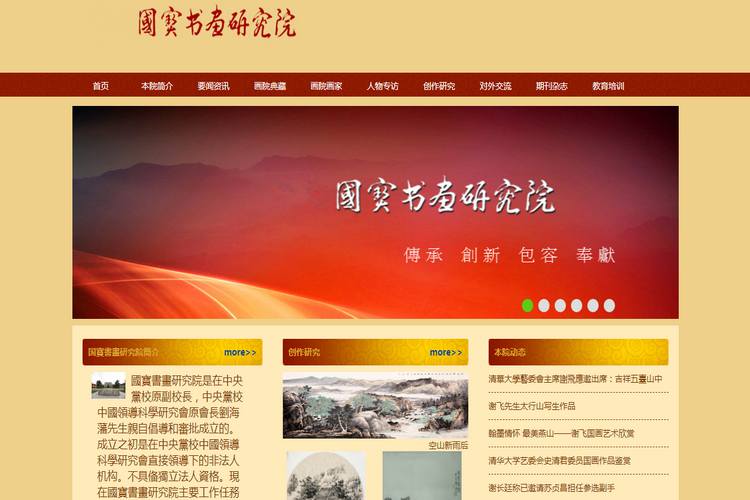 國寳书畫研究院
首页 本院简介 要闻资讯 画院典藏 画院画家 人物专访 创作研究 对外交流 期刊杂志 教育培训
國寳书畫研究院
傳承 創新 包容 奉獻
國寶書畫研究院简介 more>>
國寶書畫研究院是在中央
黨校原副校長，中央黨校
中國領導科學研究會原會長劉海
藩先生親自倡導和審批成立的。
成立之初是在中央黨校中國領導
科學研究會直接領導下的非法人
机构。不具俻獨立法人資格。現
在國寶書畫研究院主要工作任務
创作研究 more>>
空山新雨后
本院动态
清華大學藝委會主席謝飛應邀出席：吉祥五臺山中
谢飞先生太行山写生作品
翰墨情怀 最美燕山——谢飞国画艺术欣赏
清华大学艺委会史清君委员国画作品鉴赏
谢长廷称已邀请苏贞昌担任参选副手